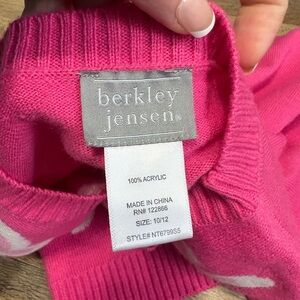 berkley
jensen®
100% ACRYLIC
MADE IN CHINA
RN# 122866
SIZE: 10/12
STYLE# NT679955